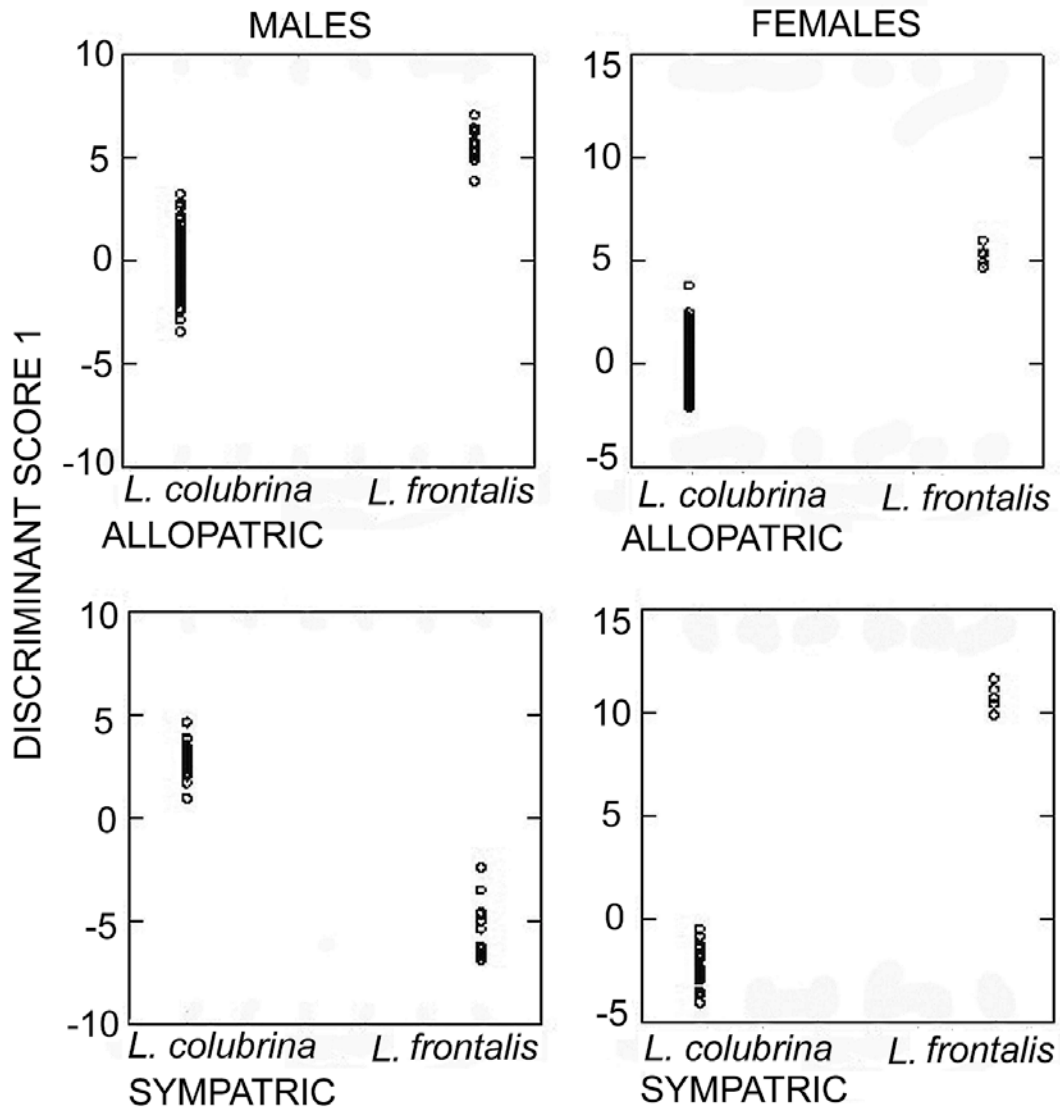 MALES
FEMALES
DISCRIMINANT SCORE 1
10
5
0
-5
-10
L. colubrina L. frontalis
ALLOPATRIC
15
10
5
0
-5
L. colubrina L. frontalis
ALLOPATRIC
10
5
0
-5
-10
L. colubrina L. frontalis
SYMPATRIC
15
10
5
0
-5
L. colubrina L. frontalis
SYMPATRIC